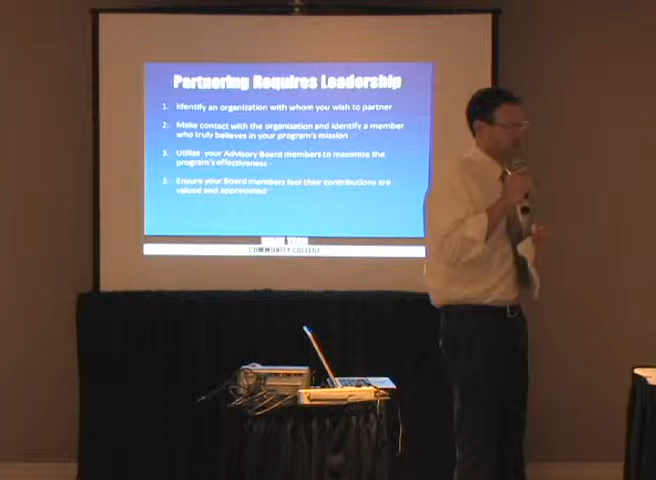 Partnering Requires Leadership
1. Identify an organization with whom you wish to partner
2. Make contact with the organization and identify a member
who truly believes in your program's mission
3. Utilize your Advisory Board members to maximize the
program's effectiveness
3. Ensure your Board members feel their contributions are
valued and appreciated
COMMUNITY COLLEGE